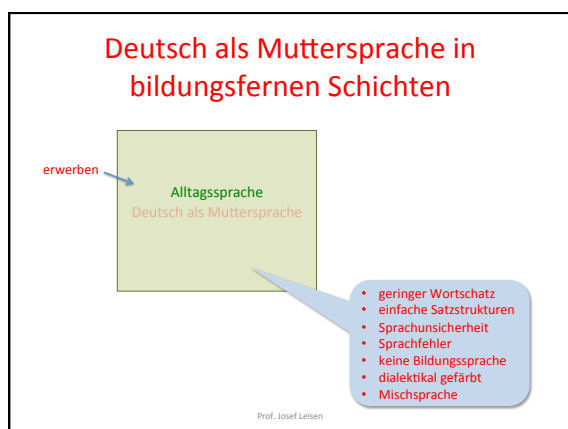 Deutsch als Muttersprache in
bildungsfernen Schichten
erwerben
Alltagssprache
Deutsch als Muttersprache
• geringer Wortschatz
• einfache Satzstrukturen
• Sprachunsicherheit
• Sprachfehler
• keine Bildungssprache
• dialektikal gefärbt
• Mischsprache
Prof. Josef Leisen